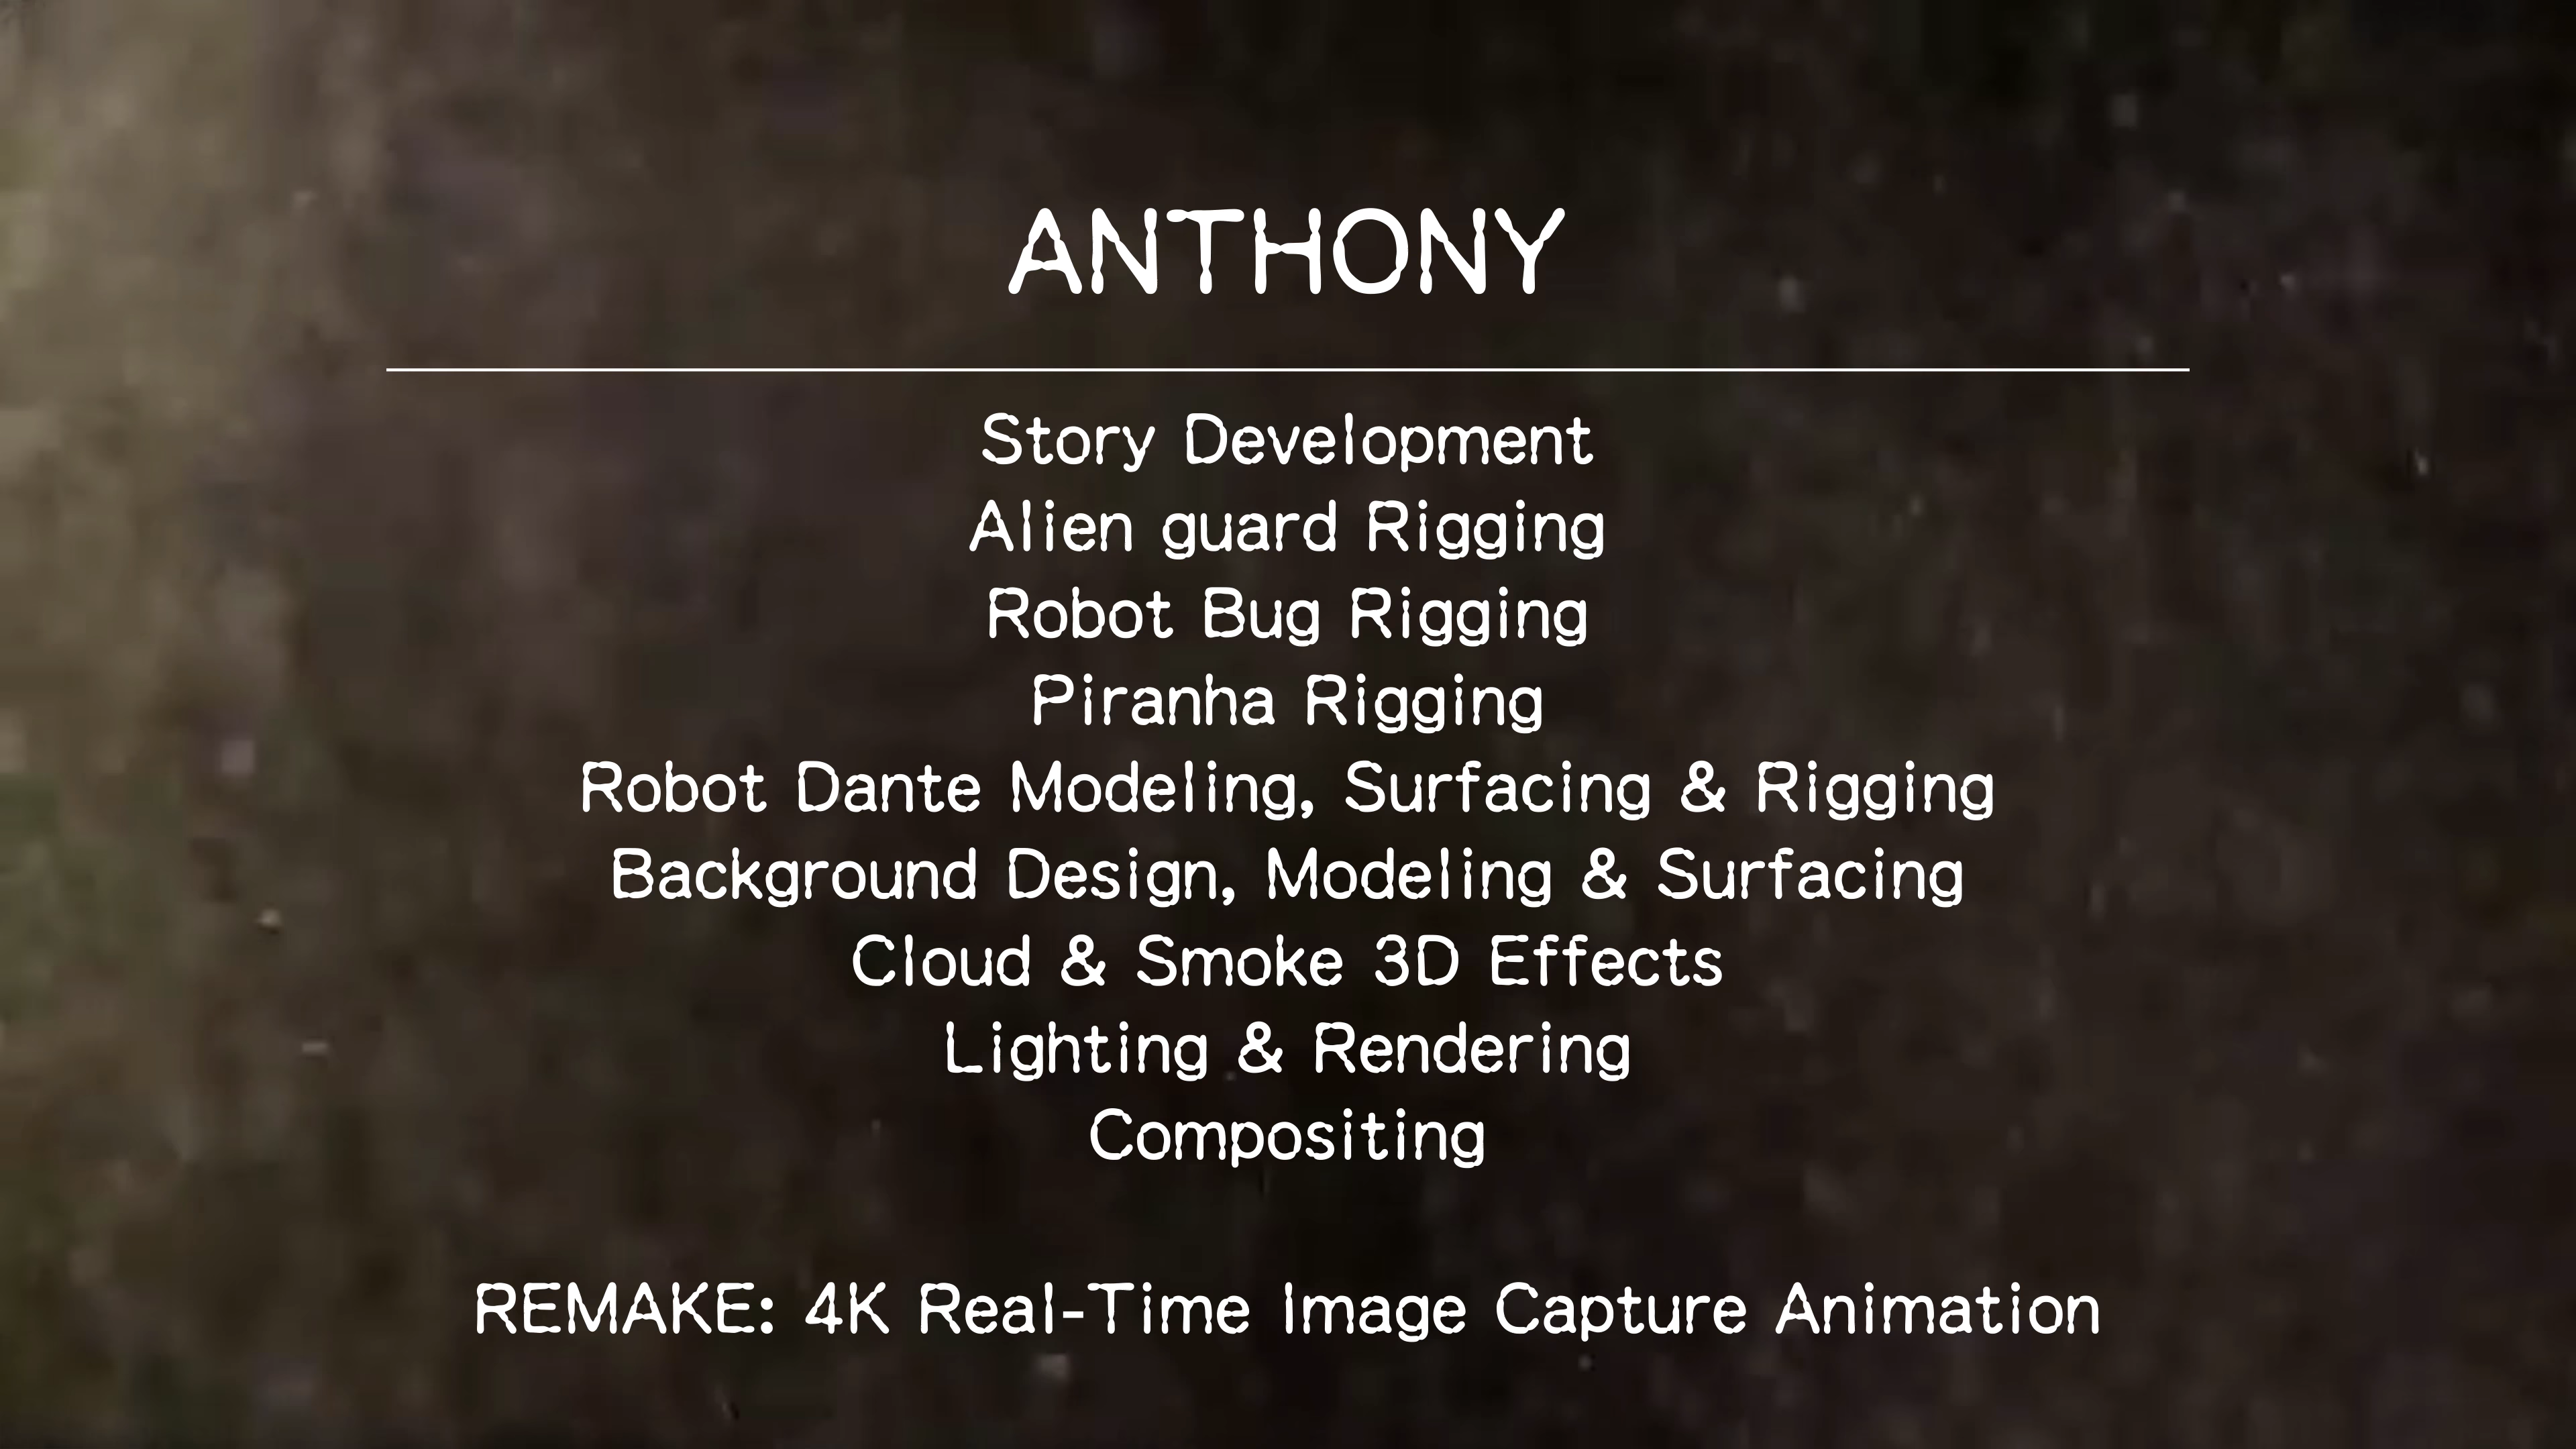 ANTHONY
Story Development
Alien guard Rigging
Robot Bug Rigging
Piranha Rigging
Robot Dante Modeling, Surfacing & Rigging
Background Design, Modeling & Surfacing
Cloud & Smoke 3D Effects
Lighting & Rendering
Compositing
REMAKE: 4K Real-Time Image Capture Animation